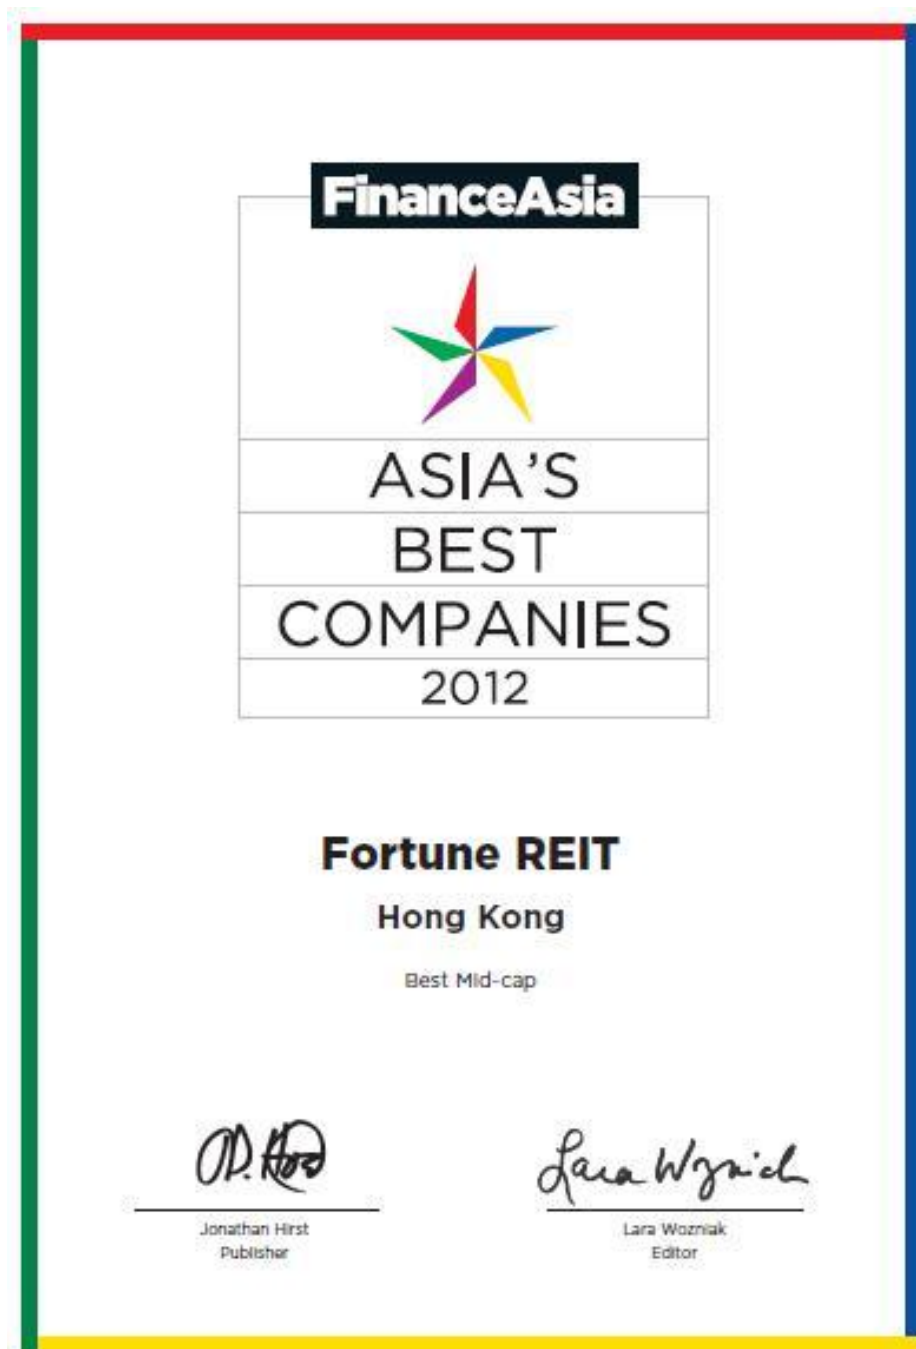 FinanceAsia
ASIA'S
BEST
COMPANIES
2012
Fortune REIT
Hong Kong
Best Mid-cap
Jonathan Hirst
Publisher
Lara Wozniak
Editor